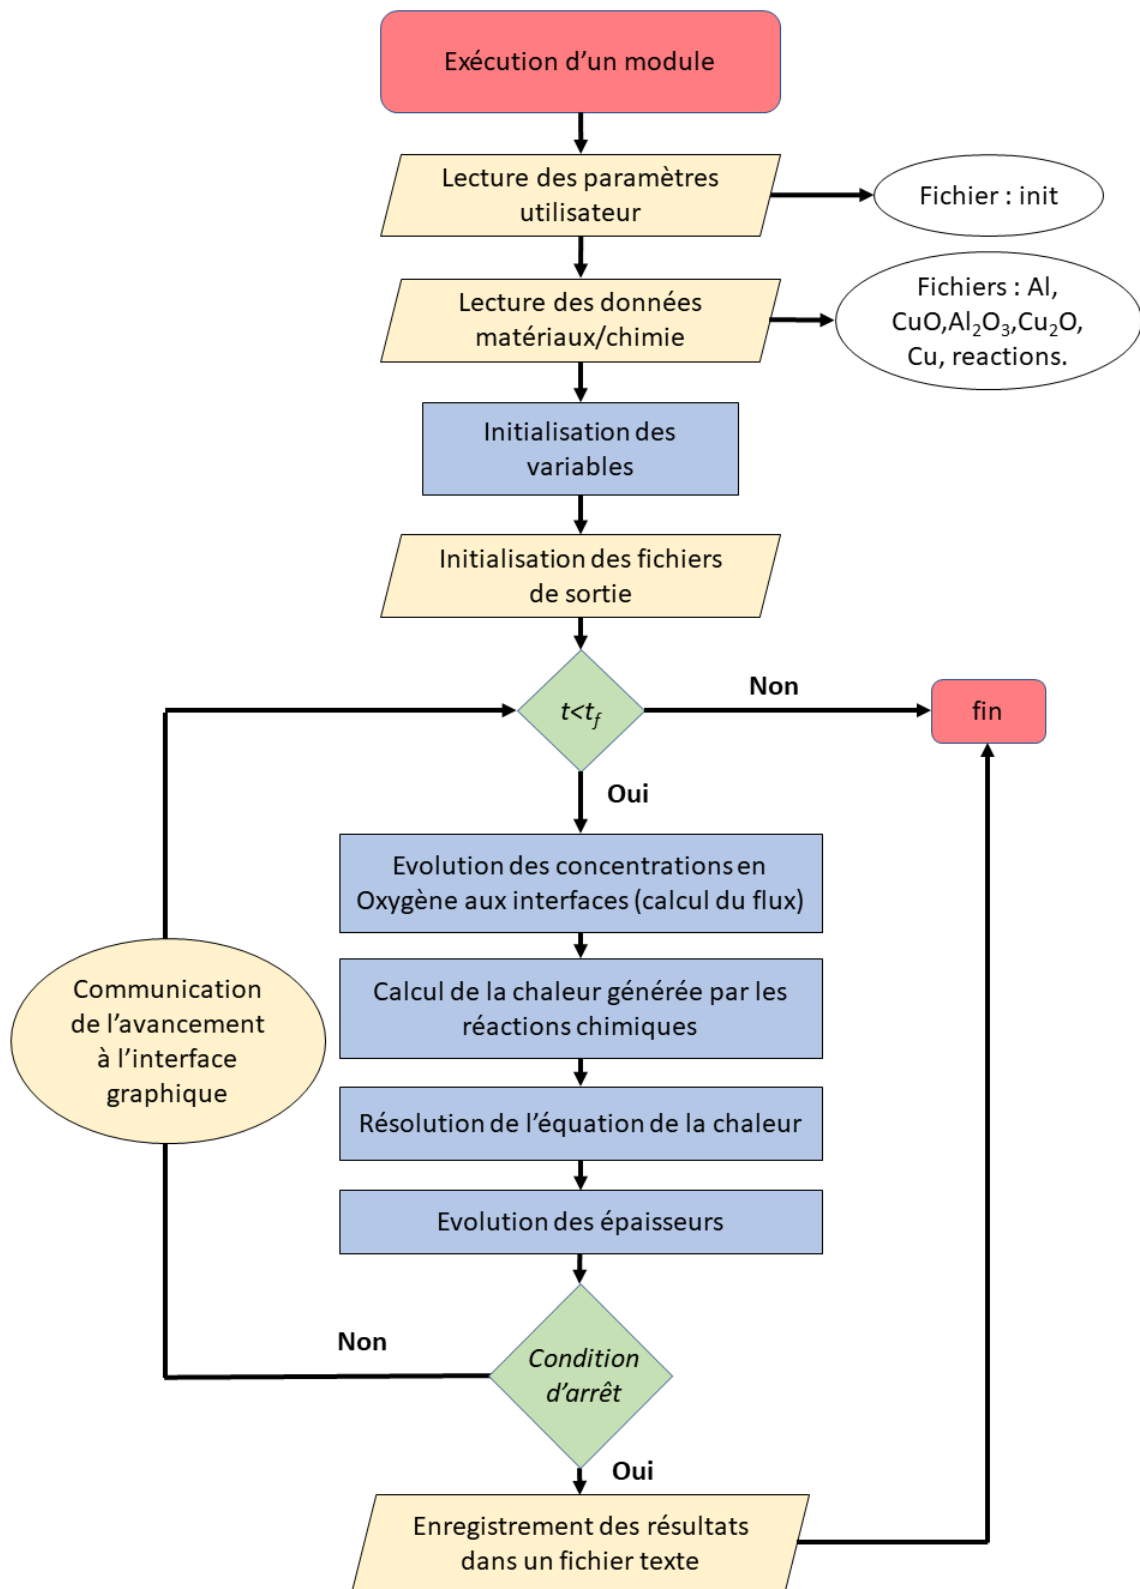 Exécution d'un module
Lecture des paramètres
utilisateur
Fichier : init
Lecture des données
matériaux/chimie
Fichiers : Al,
CuO,Al₂O₃,Cu₂O,
Cu, reactions.
Initialisation des
variables
Initialisation des fichiers
de sortie
t<t_f
Non
fin
Oui
Evolution des concentrations en
Oxygène aux interfaces (calcul du flux)
Calcul de la chaleur générée par les
réactions chimiques
Communication
de l'avancement
à l'interface
graphique
Résolution de l'équation de la chaleur
Evolution des épaisseurs
Non
Condition
d'arrêt
Oui
Enregistrement des résultats
dans un fichier texte